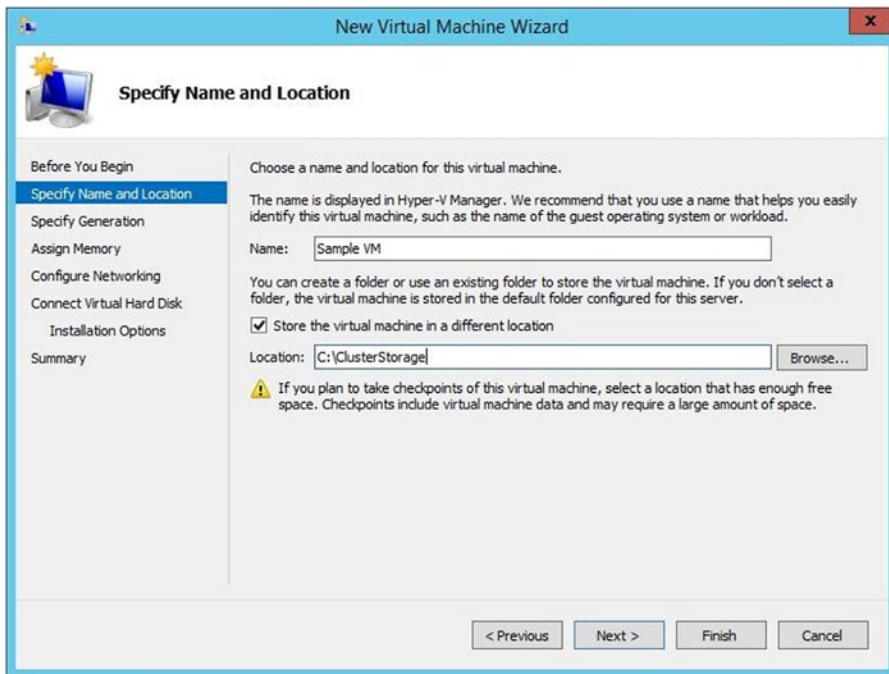 New Virtual Machine Wizard
x
Specify Name and Location
Before You Begin
Specify Name and Location
Specify Generation
Assign Memory
Configure Networking
Connect Virtual Hard Disk
Installation Options
Summary
Choose a name and location for this virtual machine.
The name is displayed in Hyper-V Manager. We recommend that you use a name that helps you easily
identify this virtual machine, such as the name of the guest operating system or workload.
Name: Sample VM
You can create a folder or use an existing folder to store the virtual machine. If you don't select a
folder, the virtual machine is stored in the default folder configured for this server.
Store the virtual machine in a different location
Location: C:\ClusterStorage Browse...
If you plan to take checkpoints of this virtual machine, select a location that has enough free
space. Checkpoints include virtual machine data and may require a large amount of space.
< Previous Next > Finish Cancel